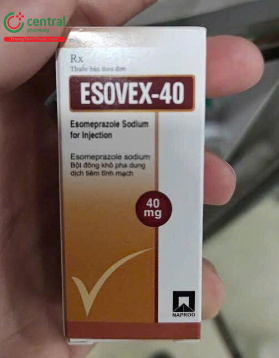 central
pharmacy
Rx
Thuốc bán theo đơn
ESOVEX-40
Esomeprazole Sodium
for Injection
Esomeprazole sodium
Bột đông khô pha dung
dịch tiêm tĩnh mạch
40
mg
NAPROD